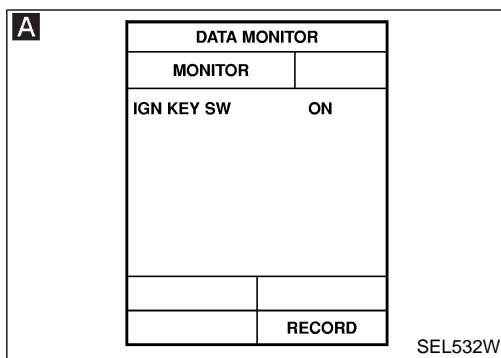 A
DATA MONITOR
MONITOR
IGN KEY SW ON
RECORD
SEL532W